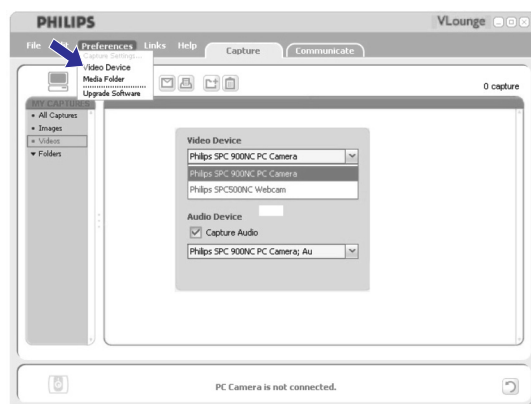 PHILIPS
VLounge
File Preferences Links Help Capture Communicate
Capture Settings...
Video Device
Media Folder
Upgrade Software
0 capture
MY CAPTURES
All Captures
Images
Videos
Folders
Video Device
Philips SPC 900NC PC Camera
Philips SPC 900NC PC Camera
Philips SPC500NC Webcam
Audio Device
Capture Audio
Philips SPC 900NC PC Camera; Au
PC Camera is not connected.